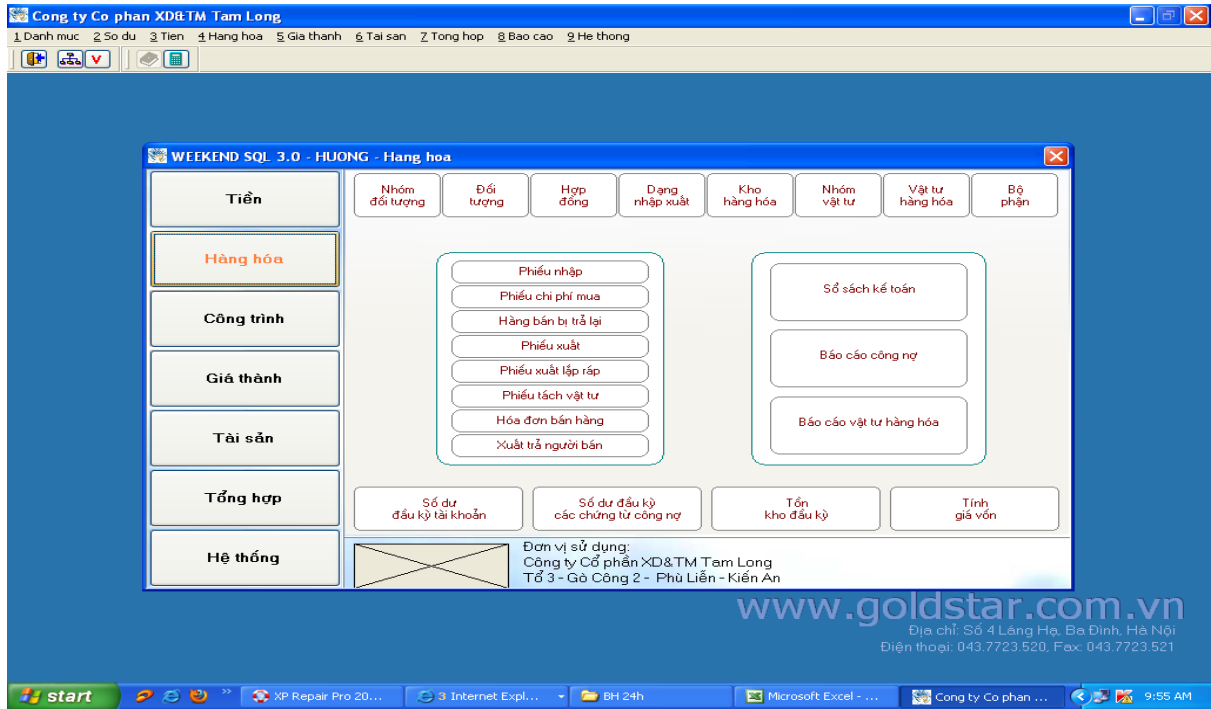 Cong ty Co phan XD&TM Tam Long
1 Danh muc 2 So du 3 Tien 4 Hang hoa 5 Gia thanh 6 Tai san 7 Tong hop 8 Bao cao 9 He thong
V
WEEKEND SQL 3.0 - HUONG - Hang hoa
Tiền
Hàng hóa
Công trình
Giá thành
Tài sản
Tổng hợp
Hệ thống
Nhóm
đối tượng
Đối
tượng
Hợp
đồng
Dạng
nhập xuất
Kho
hàng hóa
Nhóm
vật tư
Vật tư
hàng hóa
Bộ
phận
Phiếu nhập
Phiếu chi phí mua
Hàng bán bị trả lại
Phiếu xuất
Phiếu xuất lắp ráp
Phiếu tách vật tư
Hóa đơn bán hàng
Xuất trả người bán
Sổ sách kế toán
Báo cáo công nợ
Báo cáo vật tư hàng hóa
Số dư
đầu kỳ tài khoản
Số dư đầu kỳ
các chứng từ công nợ
Tồn
kho đầu kỳ
Tính
giá vốn
Đơn vị sử dụng:
Công ty Cổ phần XD&TM Tam Long
Tổ 3 - Gò Công 2 - Phù Liễn - Kiến An
www.goldstar.com.vn
Địa chỉ: Số 4 Láng Hạ, Ba Đình, Hà Nội
Điện thoại: 043.7723.520, Fax: 043.7723.521
start
XP Repair Pro 20...
3 Internet Expl...
BH 24h
Microsoft Excel - ...
Cong ty Co phan ...
9:55 AM